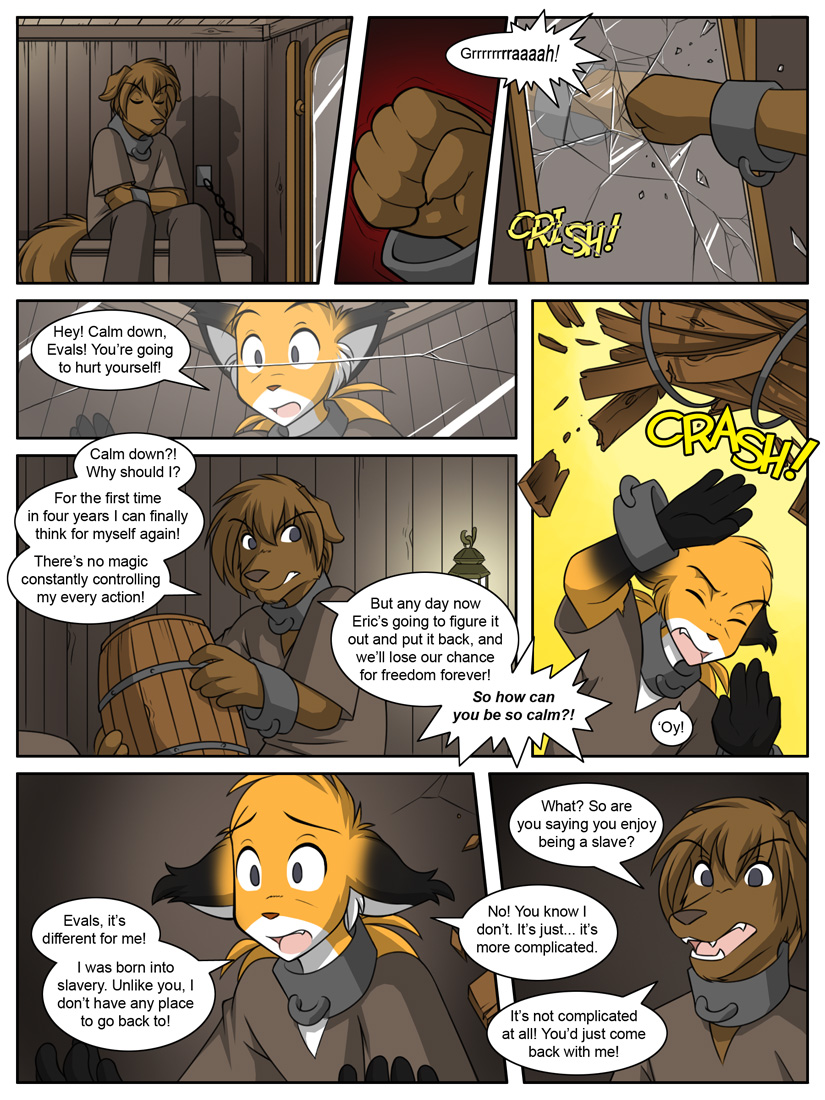 Grrrrrrrraaaah!
CRISH!
Hey! Calm down,
Evals! You're going
to hurt yourself!
Calm down?!
Why should I?
For the first time
in four years I can finally
think for myself again!
There's no magic
constantly controlling
my every action!
But any day now
Eric's going to figure it
out and put it back, and
we'll lose our chance
for freedom forever!
So how can
you be so calm?!
CRASH!
'Oy!
Evals, it's
different for me!
I was born into
slavery. Unlike you, I
don't have any place
to go back to!
What? So are
you saying you enjoy
being a slave?
No! You know I
don't. It's just... it's
more complicated.
It's not complicated
at all! You'd just come
back with me!